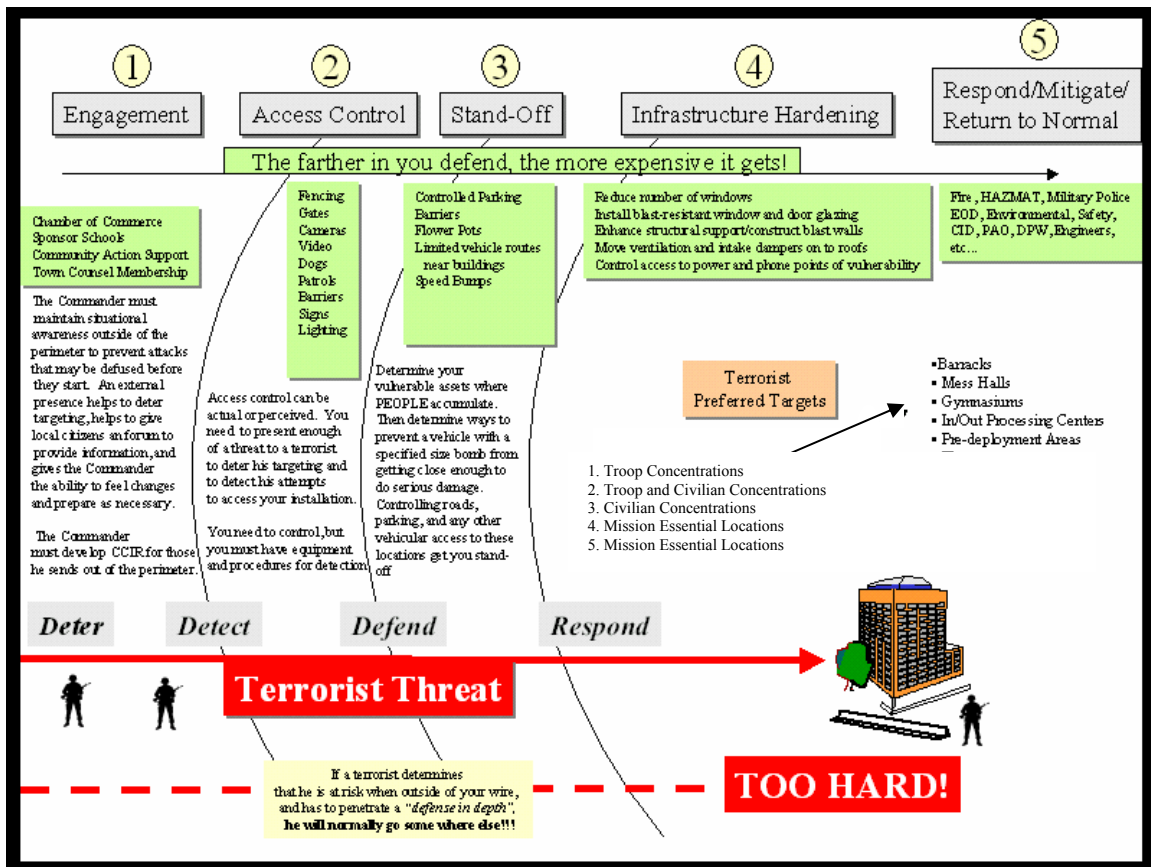 1
Engagement
2
Access Control
3
Stand-Off
4
Infrastructure Hardening
5
Respond/Mitigate/
Return to Normal
The farther in you defend, the more expensive it gets!
Chamber of Commerce
Sponsor Schools
Community Action Support
Town Counsel Membership
The Commander must
maintain situational
awareness outside of the
perimeter to prevent attacks
that may be defused before
they start. An external
presence helps to deter
targeting, helps to give
local citizens an forum to
provide information, and
gives the Commander
the ability to feel changes
and prepare as necessary.
The Commander
must develop CCIR for those
he sends out of the perimeter.
Fencing
Gates
Cameras
Video
Dogs
Patrols
Barriers
Signs
Lighting
Access control can be
actual or perceived. You
need to present enough
of a threat to a terrorist
to deter his targeting and
to detect his attempts
to access your installation.
You need to control, but
you must have equipment
and procedures for detection
Controlled Parking
Barriers
Flower Pots
Limited vehicle routes
near buildings
Speed Bumps
Determine your
vulnerable assets where
PEOPLE accumulate.
Then determine ways to
prevent a vehicle with a
specified size bomb from
getting close enough to
do serious damage.
Controlling roads,
parking, and any other
vehicular access to these
locations get you stand-
off
Reduce number of windows
Install blast-resistant window and door glazing
Enhance structural support/construct blast walls
Move ventilation and intake dampers on to roofs
Control access to power and phone points of vulnerability
Fire, HAZMAT, Military Police
EOD, Environmental, Safety,
CID, PAO, DPW, Engineers,
etc...
Terrorist
Preferred Targets
▪Barracks
▪ Mess Halls
▪ Gymnasiums
▪ In/Out Processing Centers
▪ Pre-deployment Areas
1. Troop Concentrations
2. Troop and Civilian Concentrations
3. Civilian Concentrations
4. Mission Essential Locations
5. Mission Essential Locations
Deter
Detect
Defend
Respond
Terrorist Threat
If a terrorist determines
that he is at risk when outside of your wire,
and has to penetrate a "defense in depth",
he will normally go some where else!!!
TOO HARD!